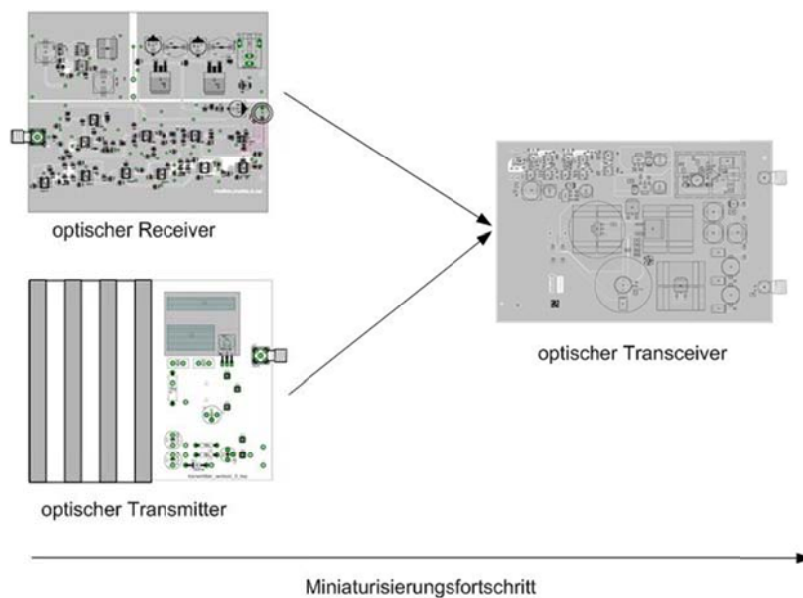 optischer Receiver
optischer Transceiver
optischer Transmitter
Miniaturisierungsfortschritt